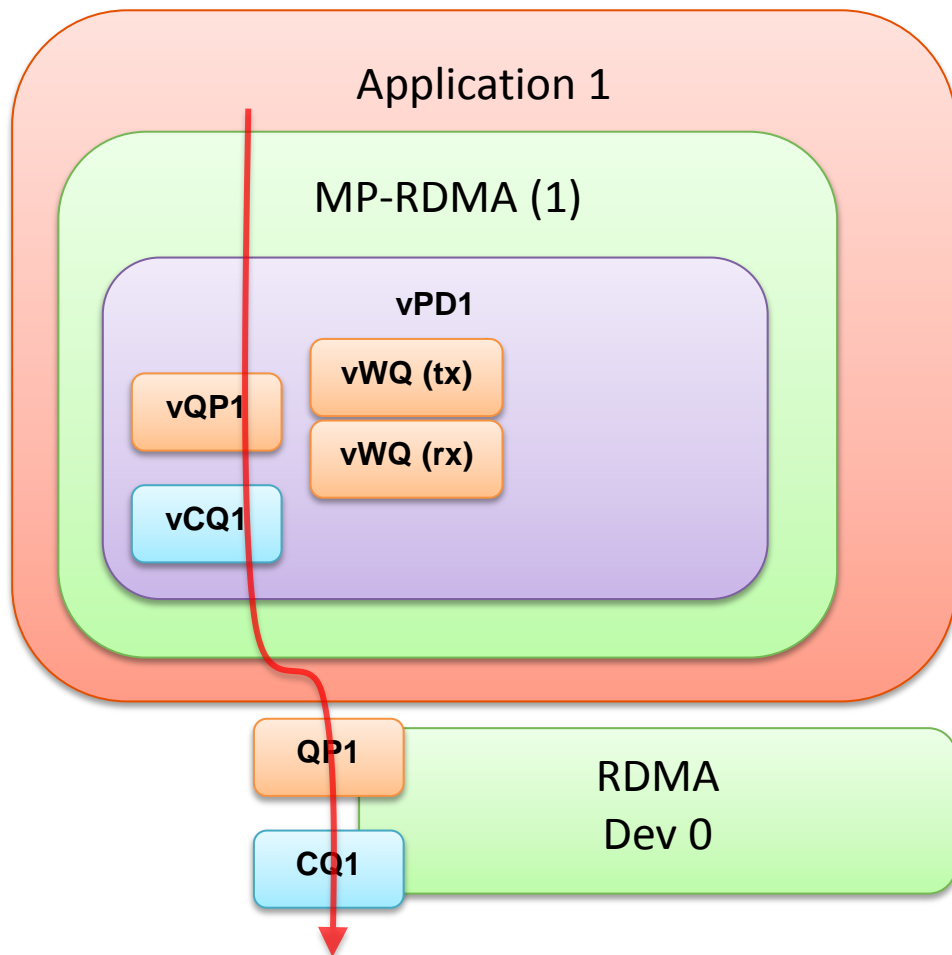 Application 1
MP-RDMA (1)
vPD1
vWQ (tx)
vQP1
vWQ (rx)
vCQ1
QP1
RDMA
Dev 0
CQ1